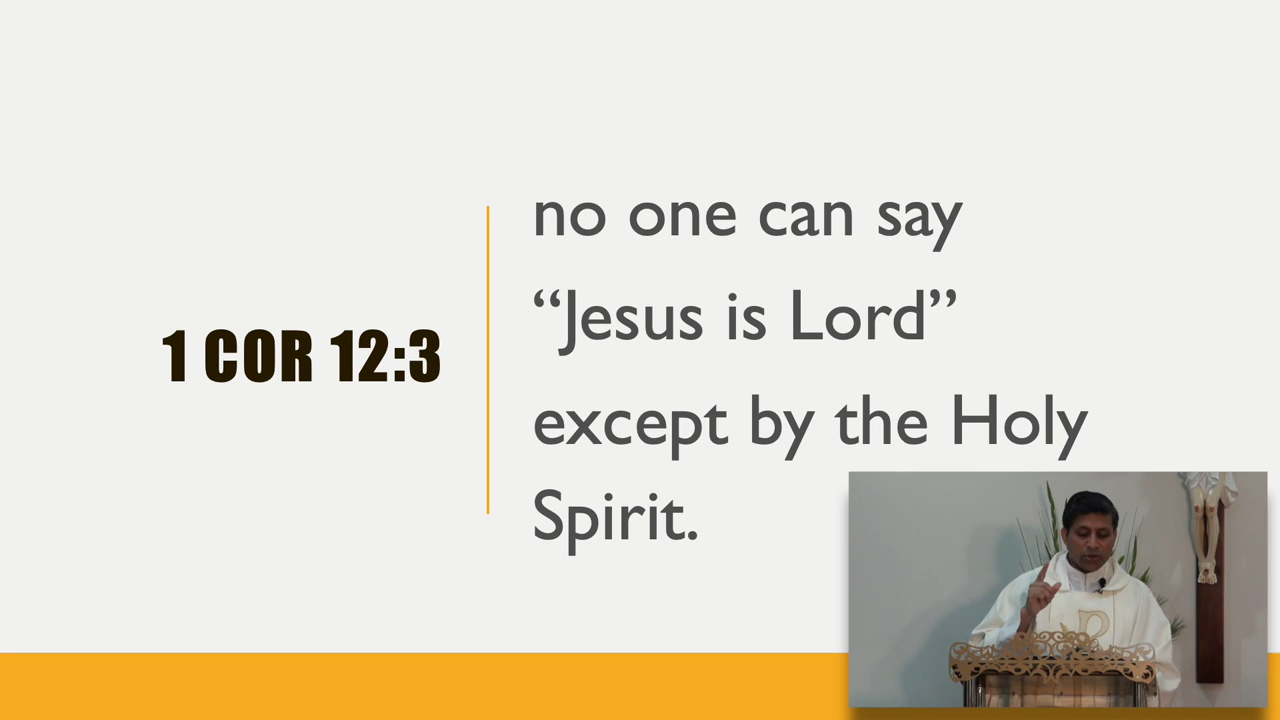 1 COR 12:3
no one can say
“Jesus is Lord”
except by the Holy
Spirit.